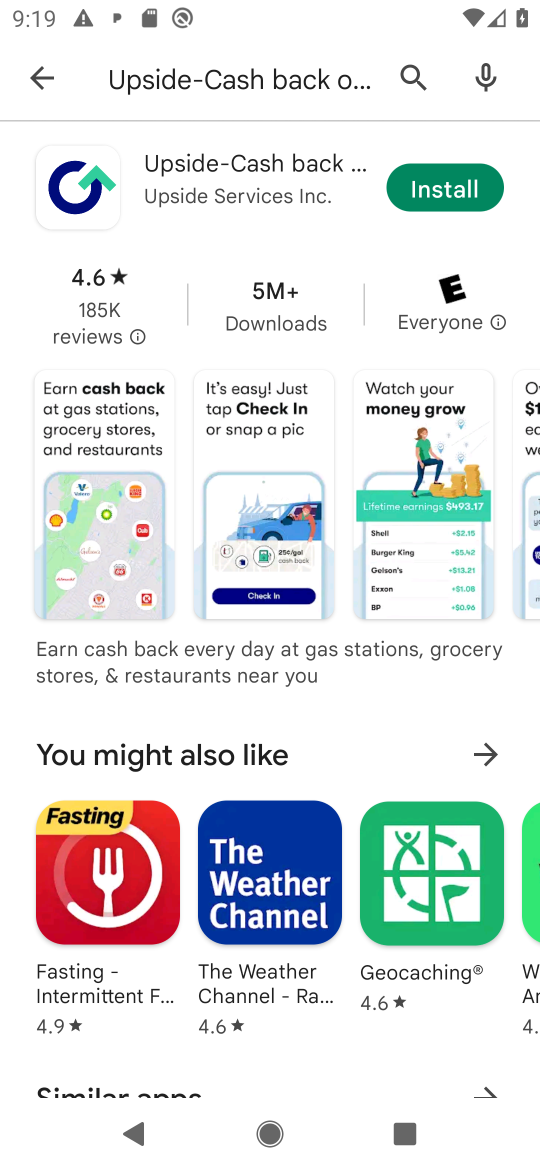 9:19
Upside-Cash back o...
Upside-Cash back ...
Upside Services Inc.
Install
4.6★
185K
reviews
5M+
Downloads
E
Everyone
Earn cash back
at gas stations,
grocery stores,
and restaurants
It's easy! Just
tap Check In
or snap a pic
25¢/gal
cash back
Check In
Watch your
money grow
Lifetime earnings $493.17
Shell +$2.15
Burger King +$5.42
Gelson's +$13.21
Exxon +$1.08
BP +$0.96
Earn cash back every day at gas stations, grocery
stores, & restaurants near you
You might also like
Fasting
The
Weather
Channel
Fasting -
Intermittent F...
4.9★
The Weather
Channel - Ra...
4.6★
Geocaching®
4.6★
W
Ar
4.
Similar apps